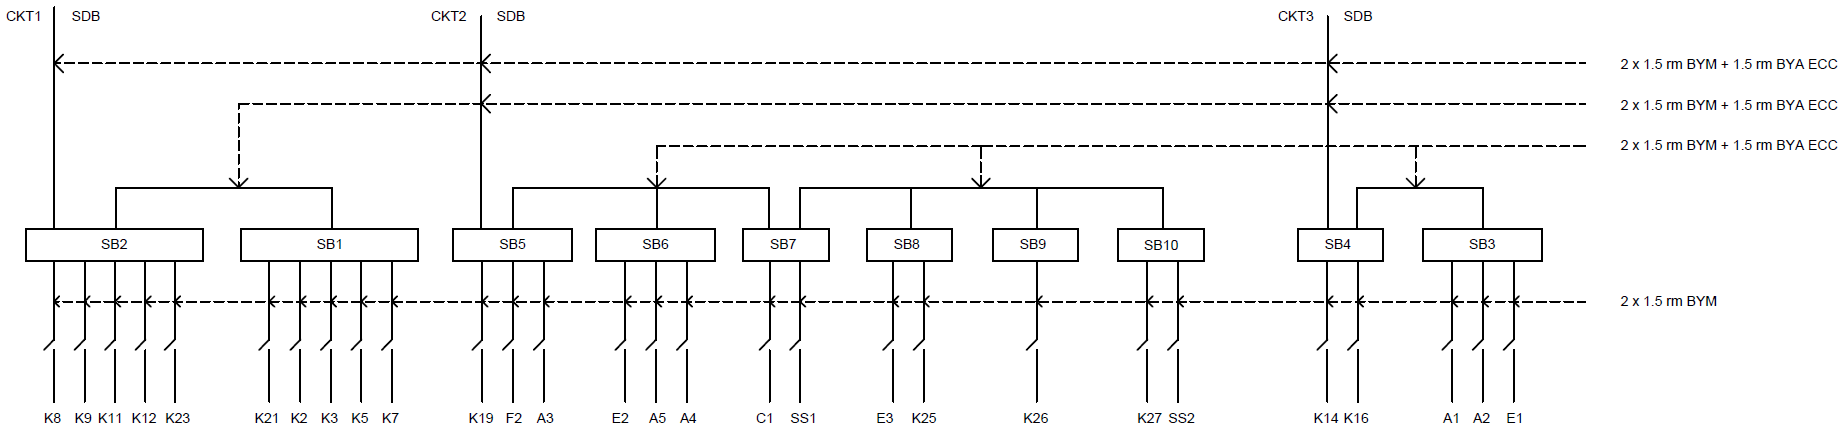 CKT1 SDB CKT2 SDB CKT3 SDB
2 x 1.5 rm BYM + 1.5 rm BYA ECC
2 x 1.5 rm BYM + 1.5 rm BYA ECC
2 x 1.5 rm BYM + 1.5 rm BYA ECC
SB2 SB1 SB5 SB6 SB7 SB8 SB9 SB10 SB4 SB3
2 x 1.5 rm BYM
K8 K9 K11 K12 K23 K21 K2 K3 K5 K7 K19 F2 A3 E2 A5 A4 C1 SS1 E3 K25 K26 K27 SS2 K14 K16 A1 A2 E1